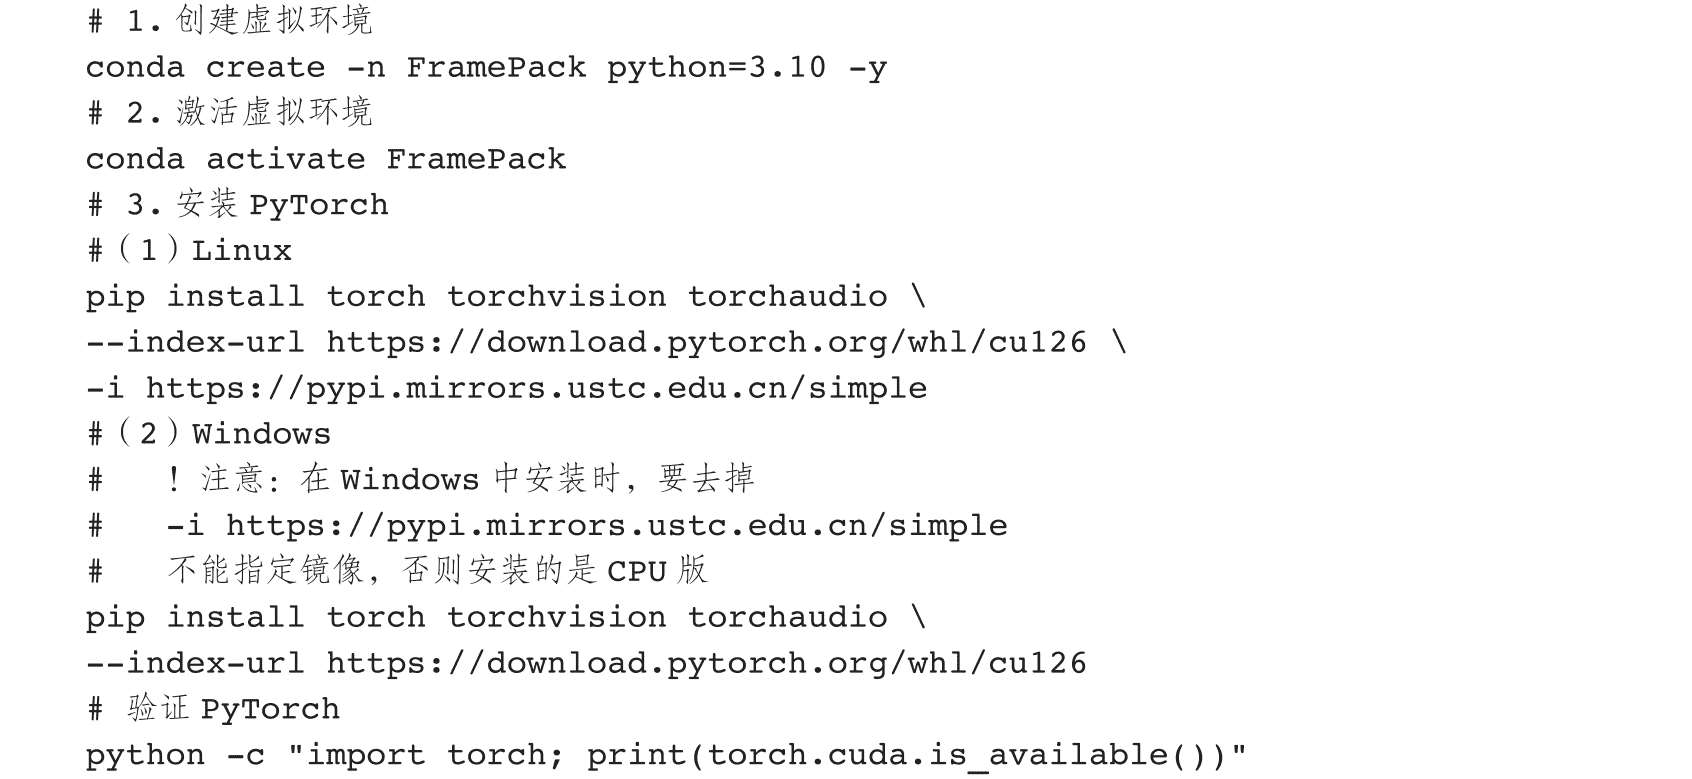 # 1.创建虚拟环境
conda create -n FramePack python=3.10 -y
# 2.激活虚拟环境
conda activate FramePack
# 3.安装 PyTorch
#（1）Linux
pip install torch torchvision torchaudio \
--index-url https://download.pytorch.org/whl/cu126 \
-i https://pypi.mirrors.ustc.edu.cn/simple
#（2）Windows
#   ! 注意：在 Windows 中安装时，要去掉
#   -i https://pypi.mirrors.ustc.edu.cn/simple
#   不能指定镜像，否则安装的是 CPU 版
pip install torch torchvision torchaudio \
--index-url https://download.pytorch.org/whl/cu126
# 验证 PyTorch
python -c "import torch; print(torch.cuda.is_available())"